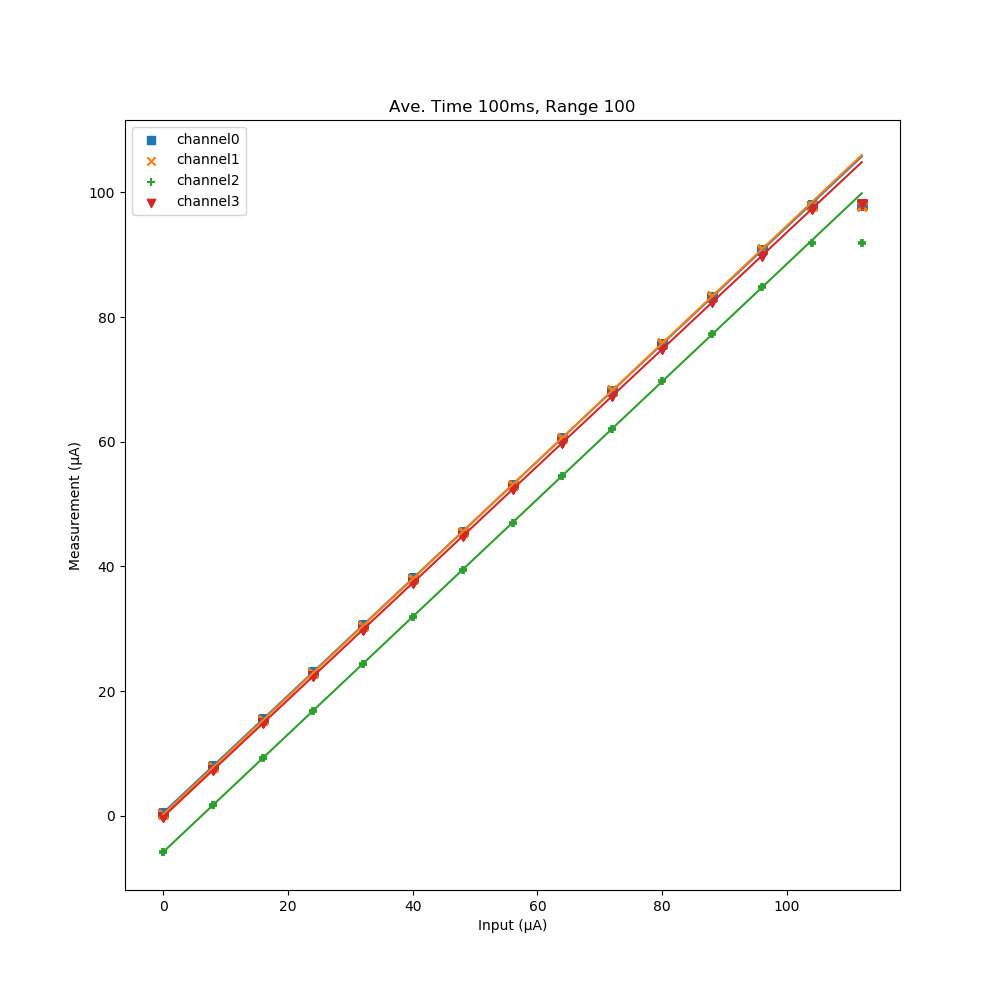 Ave. Time 100ms, Range 100
channel0
channel1
channel2
channel3
100
80
60
40
20
0
Measurement (µA)
0 20 40 60 80 100
Input (µA)